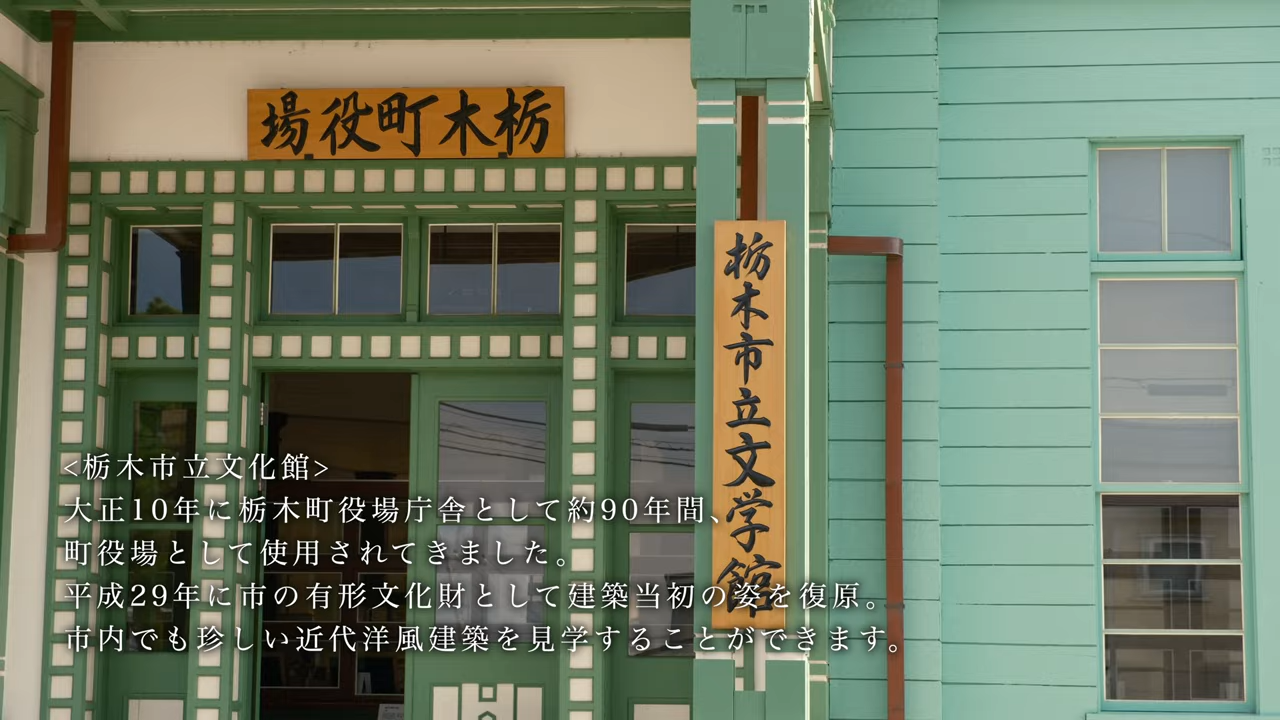 栃木町役場
栃木市立文学館
<栃木市立文化館>
大正10年に栃木町役場庁舎として約90年間、
町役場として使用されてきました。
平成29年に市の有形文化財として建築当初の姿を復原。
市内でも珍しい近代洋風建築を見学することができます。